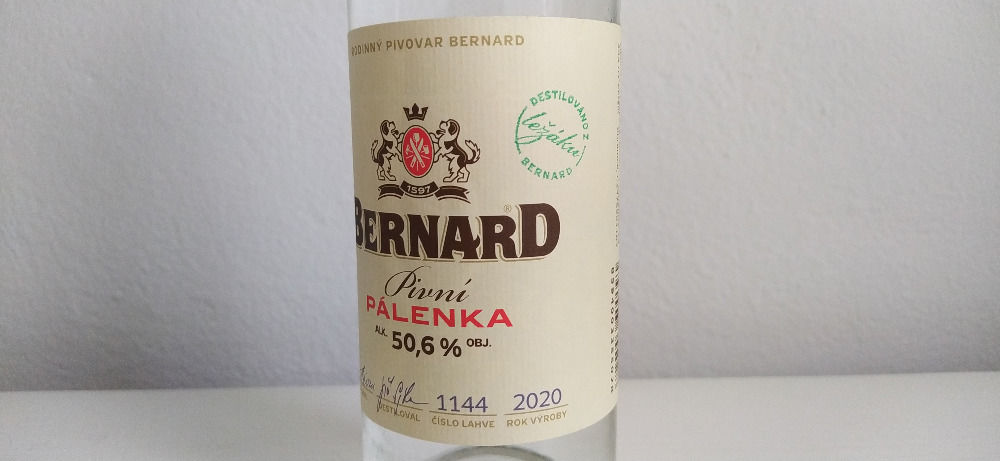 RODINNÝ PIVOVAR BERNARD
DESTILOVÁNO Z
ležáku
BERNARD
1597
BERNARD®
Pivní
PÁLENKA
ALK. 50,6 % OBJ.
1144 2020
DESTILOVAL ČÍSLO LAHVE ROK VÝROBY